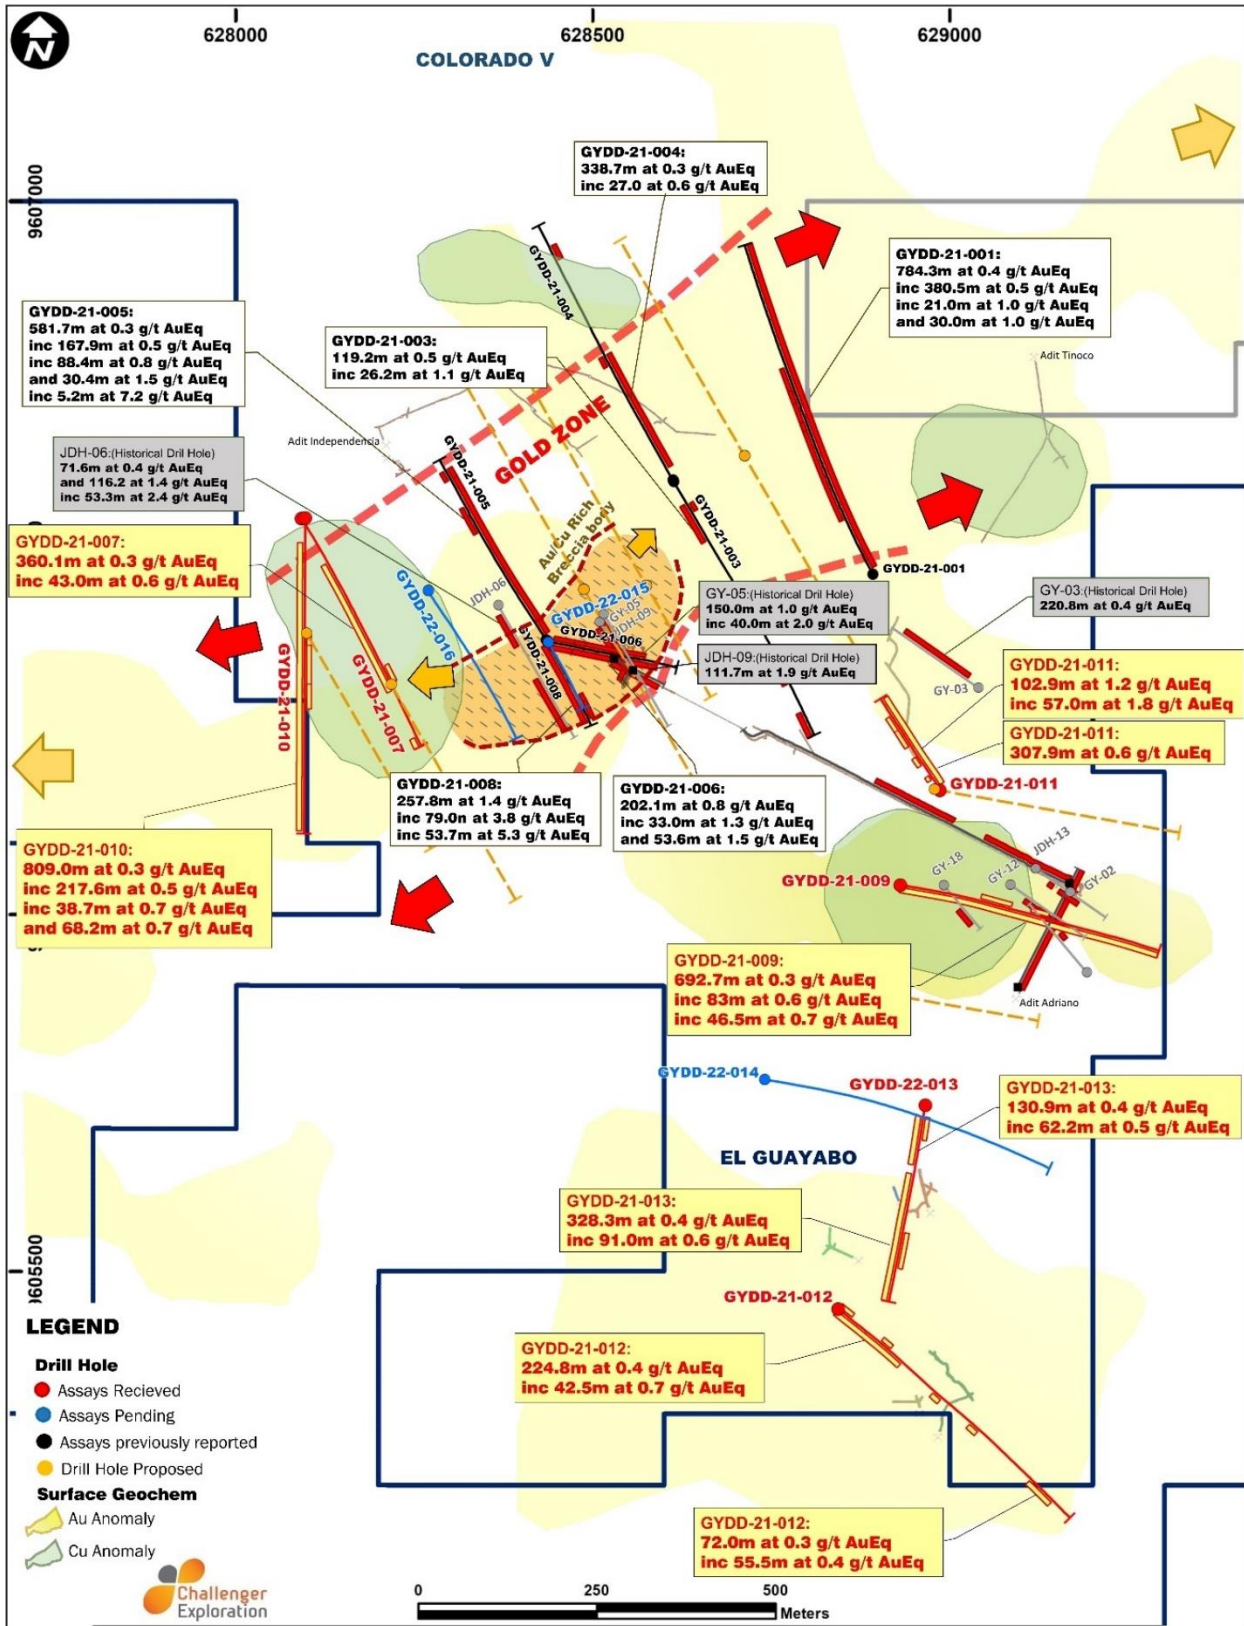 N
628000
628500
629000
COLORADO V
9607000
GYDD-21-004:
338.7m at 0.3 g/t AuEq
inc 27.0 at 0.6 g/t AuEq
GYDD-21-001:
784.3m at 0.4 g/t AuEq
inc 380.5m at 0.5 g/t AuEq
inc 21.0m at 1.0 g/t AuEq
and 30.0m at 1.0 g/t AuEq
GYDD-21-005:
581.7m at 0.3 g/t AuEq
inc 167.9m at 0.5 g/t AuEq
inc 88.4m at 0.8 g/t AuEq
and 30.4m at 1.5 g/t AuEq
inc 5.2m at 7.2 g/t AuEq
GYDD-21-003:
119.2m at 0.5 g/t AuEq
inc 26.2m at 1.1 g/t AuEq
GYDD-21-004
Adit Tinoco
Adit Independencia
GOLD ZONE
JDH-06:(Historical Dril Hole)
71.6m at 0.4 g/t AuEq
and 116.2 at 1.4 g/t AuEq
inc 53.3m at 2.4 g/t AuEq
GYDD-21-005
GYDD-21-003
Au/Cu Rich
Breccia body
GYDD-21-007:
360.1m at 0.3 g/t AuEq
inc 43.0m at 0.6 g/t AuEq
GYDD-21-001
GYDD-22-016
JDH-06
GYDD-22-015
GY-05
JDH-09
GYDD-21-006
GYDD-21-008
GY-05:(Historical Dril Hole)
150.0m at 1.0 g/t AuEq
inc 40.0m at 2.0 g/t AuEq
GY-03:(Historical Dril Hole)
220.8m at 0.4 g/t AuEq
JDH-09:(Historical Dril Hole)
111.7m at 1.9 g/t AuEq
GY-03
GYDD-21-011:
102.9m at 1.2 g/t AuEq
inc 57.0m at 1.8 g/t AuEq
GYDD-21-010
GYDD-21-007
GYDD-21-011:
307.9m at 0.6 g/t AuEq
GYDD-21-011
GYDD-21-008:
257.8m at 1.4 g/t AuEq
inc 79.0n at 3.8 g/t AuEq
inc 53.7m at 5.3 g/t AuEq
GYDD-21-006:
202.1m at 0.8 g/t AuEq
inc 33.0m at 1.3 g/t AuEq
and 53.6m at 1.5 g/t AuEq
GYDD-21-010:
809.0m at 0.3 g/t AuEq
inc 217.6m at 0.5 g/t AuEq
inc 38.7m at 0.7 g/t AuEq
and 68.2m at 0.7 g/t AuEq
GYDD-21-009
GY-18
GY-12
JDH-13
GY-02
GYDD-21-009:
692.7m at 0.3 g/t AuEq
inc 83m at 0.6 g/t AuEq
inc 46.5m at 0.7 g/t AuEq
Adit Adriano
GYDD-22-014
GYDD-22-013
GYDD-21-013:
130.9m at 0.4 g/t AuEq
inc 62.2m at 0.5 g/t AuEq
EL GUAYABO
GYDD-21-013:
328.3m at 0.4 g/t AuEq
inc 91.0m at 0.6 g/t AuEq
GYDD-21-012
GYDD-21-012:
224.8m at 0.4 g/t AuEq
inc 42.5m at 0.7 g/t AuEq
GYDD-21-012:
72.0m at 0.3 g/t AuEq
inc 55.5m at 0.4 g/t AuEq
LEGEND
Drill Hole
Assays Recieved
Assays Pending
Assays previously reported
Drill Hole Proposed
Surface Geochem
Au Anomaly
Cu Anomaly
Challenger
Exploration
0
250
500
Meters